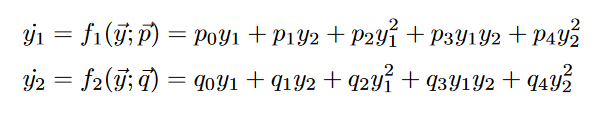 ẏ₁ = f₁(y⃗; p⃗) = p₀y₁ + p₁y₂ + p₂y₁² + p₃y₁y₂ + p₄y₂²
ẏ₂ = f₂(y⃗; q⃗) = q₀y₁ + q₁y₂ + q₂y₁² + q₃y₁y₂ + q₄y₂²